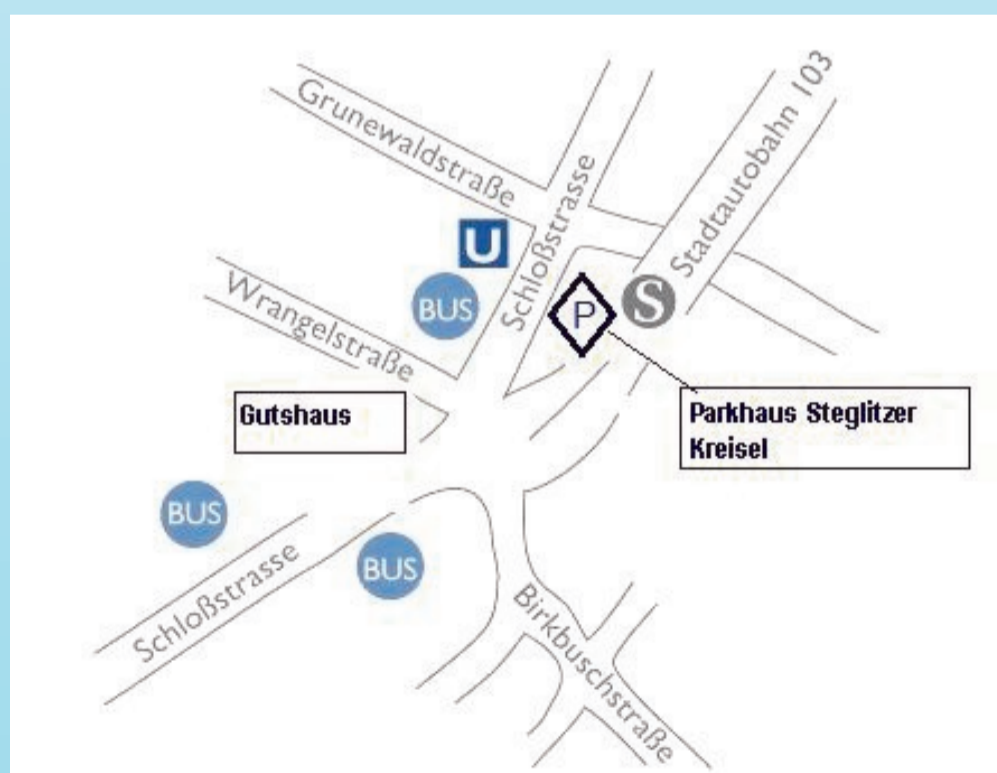 Grunewaldstraße
Schloßstrasse
Stadtautobahn 103
U
BUS
P
S
Wrangelstraße
Gutshaus
Parkhaus Steglitzer
Kreisel
BUS
BUS
Schloßstrasse
Birkbuschstraße